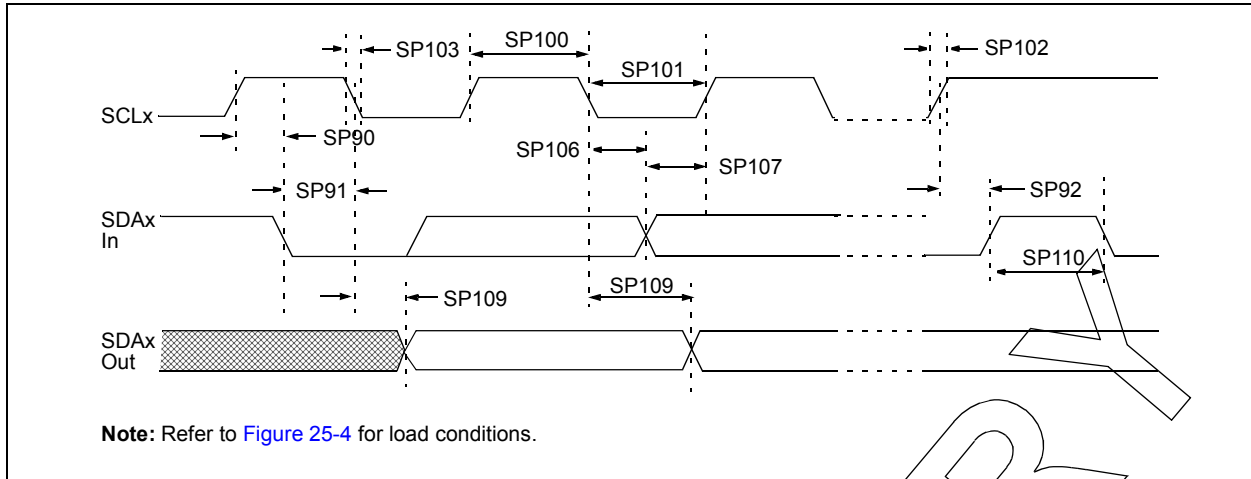 SP103
SP100
SP102
SP101
SCLx
SP90
SP106
SP107
SP91
SP92
SDAx
In
SP110
SP109
SP109
SDAx
Out
Note: Refer to Figure 25-4 for load conditions.